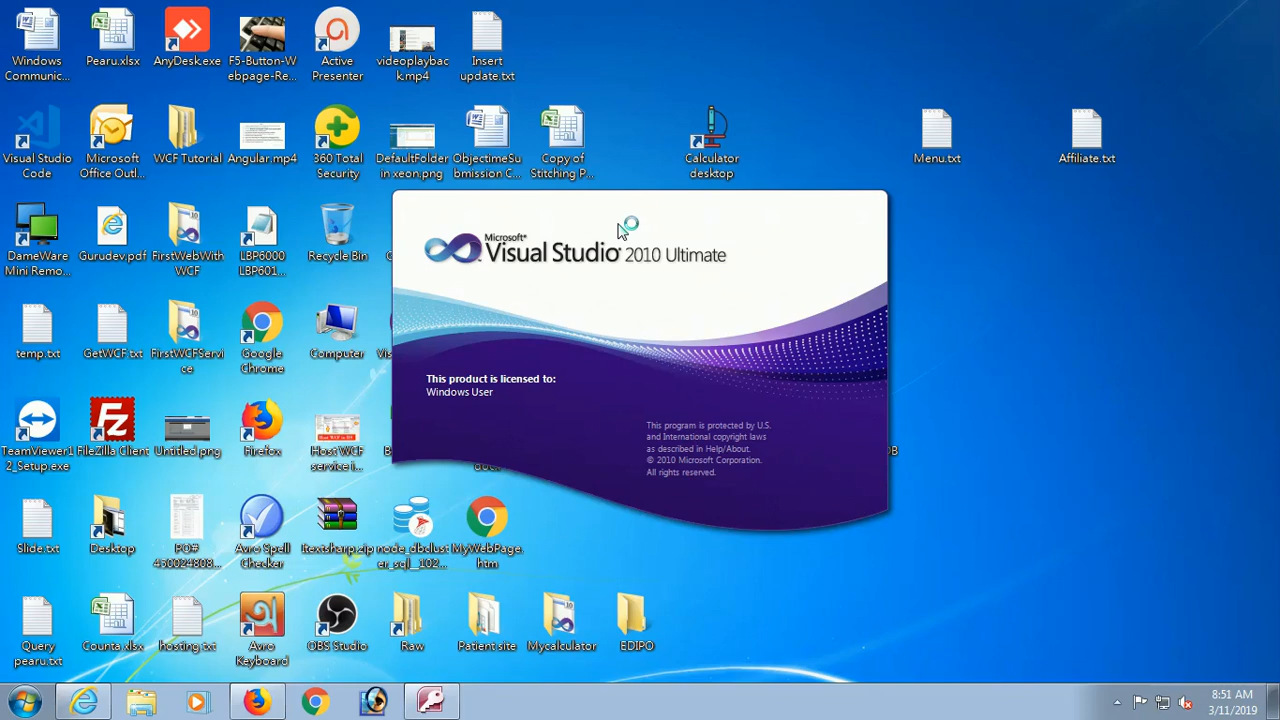 Windows
Communic...
Pearu.xlsx
AnyDesk.exe
F5-Button-W
ebpage-Re...
Active
Presenter
videoplaybac
k.mp4
Insert
update.txt
Visual Studio
Code
Microsoft
Office Outl...
WCF Tutorial
Angular.mp4
360 Total
Security
DefaultFolder
in xeon.png
ObjectimeSu
bmission C...
Copy of
Stitching P...
Calculator
desktop
Menu.txt
Affiliate.txt
DameWare
Mini Remo...
Gurudev.pdf
FirstWebWith
WCF
LBP6000
LBP601...
Recycle Bin
Microsoft®
Visual Studio® 2010 Ultimate
temp.txt
GetWCF txt
FirstWCFServi
ce
Google
Chrome
Computer
This product is licensed to:
Windows User
This program is protected by U.S.
and International copyright laws
as described in Help/About.
© 2010 Microsoft Corporation.
All rights reserved.
2_Setup.exe
FileZilla Client
Untitled.png
Firefox
Host WCF
service i...
Slide.txt
Desktop
PO#
450024808...
Avro Spell
Checker
Itextsharp.zip
node_dbclust
er_sql__102...
MyWebPage.
htm
Query
pearu.txt
Counta.xlsx
hosting.txt
Avro
Keyboard
OBS Studio
Raw
Patient site
Mycalculator
EDIPO
8:51 AM
3/11/2019